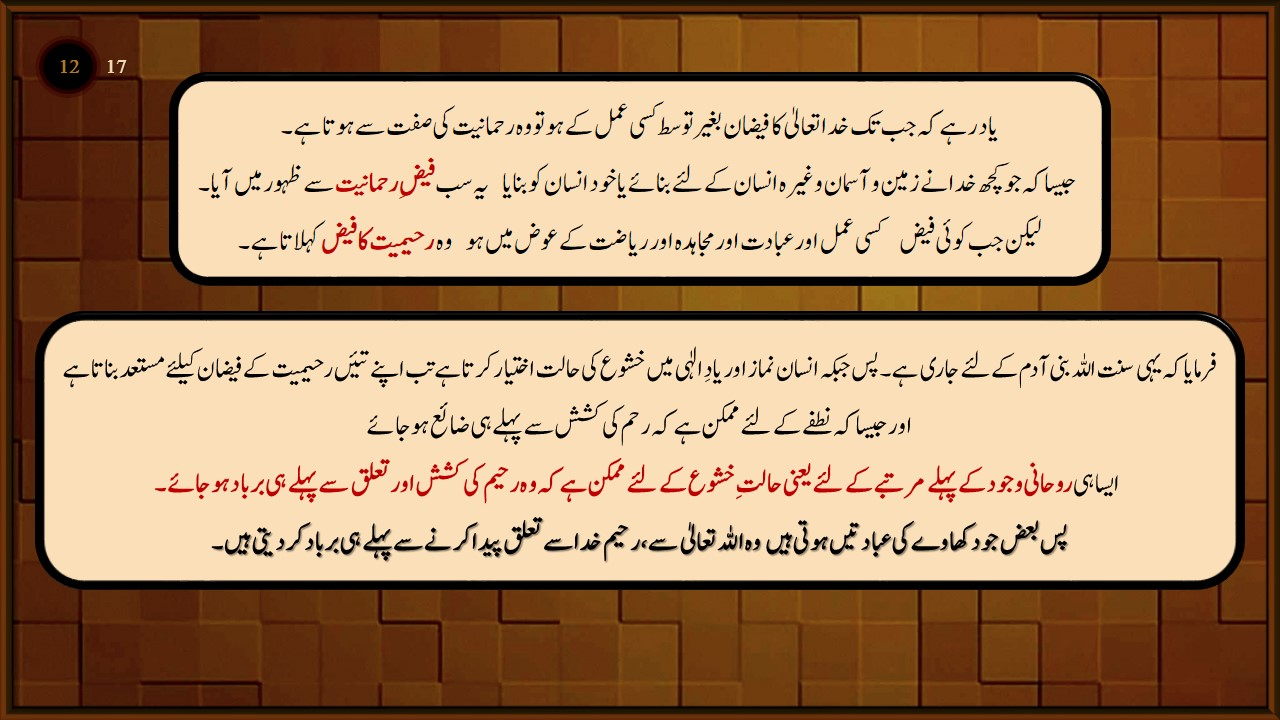 12 17
یاد رہے کہ جب تک خدا تعالیٰ کا فیضان بغیر توسط کسی عمل کے ہو تو وہ رحمانیت کی صفت سے ہوتا ہے۔
جیسا کہ جو کچھ خدا نے زمین و آسمان وغیرہ انسان کے لئے بنائے یا خود انسان کو بنایا یہ سب فیضِ رحمانیت سے ظہور میں آیا۔
لیکن جب کوئی فیض کسی عمل اور عبادت اور مجاہدہ اور ریاضت کے عوض میں ہو وہ رحیمیت کا فیض کہلاتا ہے۔
فرمایا کہ یہی سنت اللہ بنی آدم کے لئے جاری ہے۔ پس جبکہ انسان نماز اور یادِ الٰہی میں خشوع کی حالت اختیار کرتا ہے تب اپنے تئیں رحیمیت کے فیضان کیلئے مستعد بناتا ہے
اور جیسا کہ نطفے کے لئے ممکن ہے کہ رحم کی کشش سے پہلے ہی ضائع ہو جائے
ایسا ہی روحانی وجود کے پہلے مرتبے کے لئے یعنی حالتِ خشوع کے لئے ممکن ہے کہ وہ رحیم کی کشش اور تعلق سے پہلے ہی برباد ہو جائے۔
پس بعض جو دکھاوے کی عبادتیں ہوتی ہیں وہ اللہ تعالیٰ سے، رحیم خدا سے تعلق پیدا کرنے سے پہلے ہی برباد کر دیتی ہیں۔